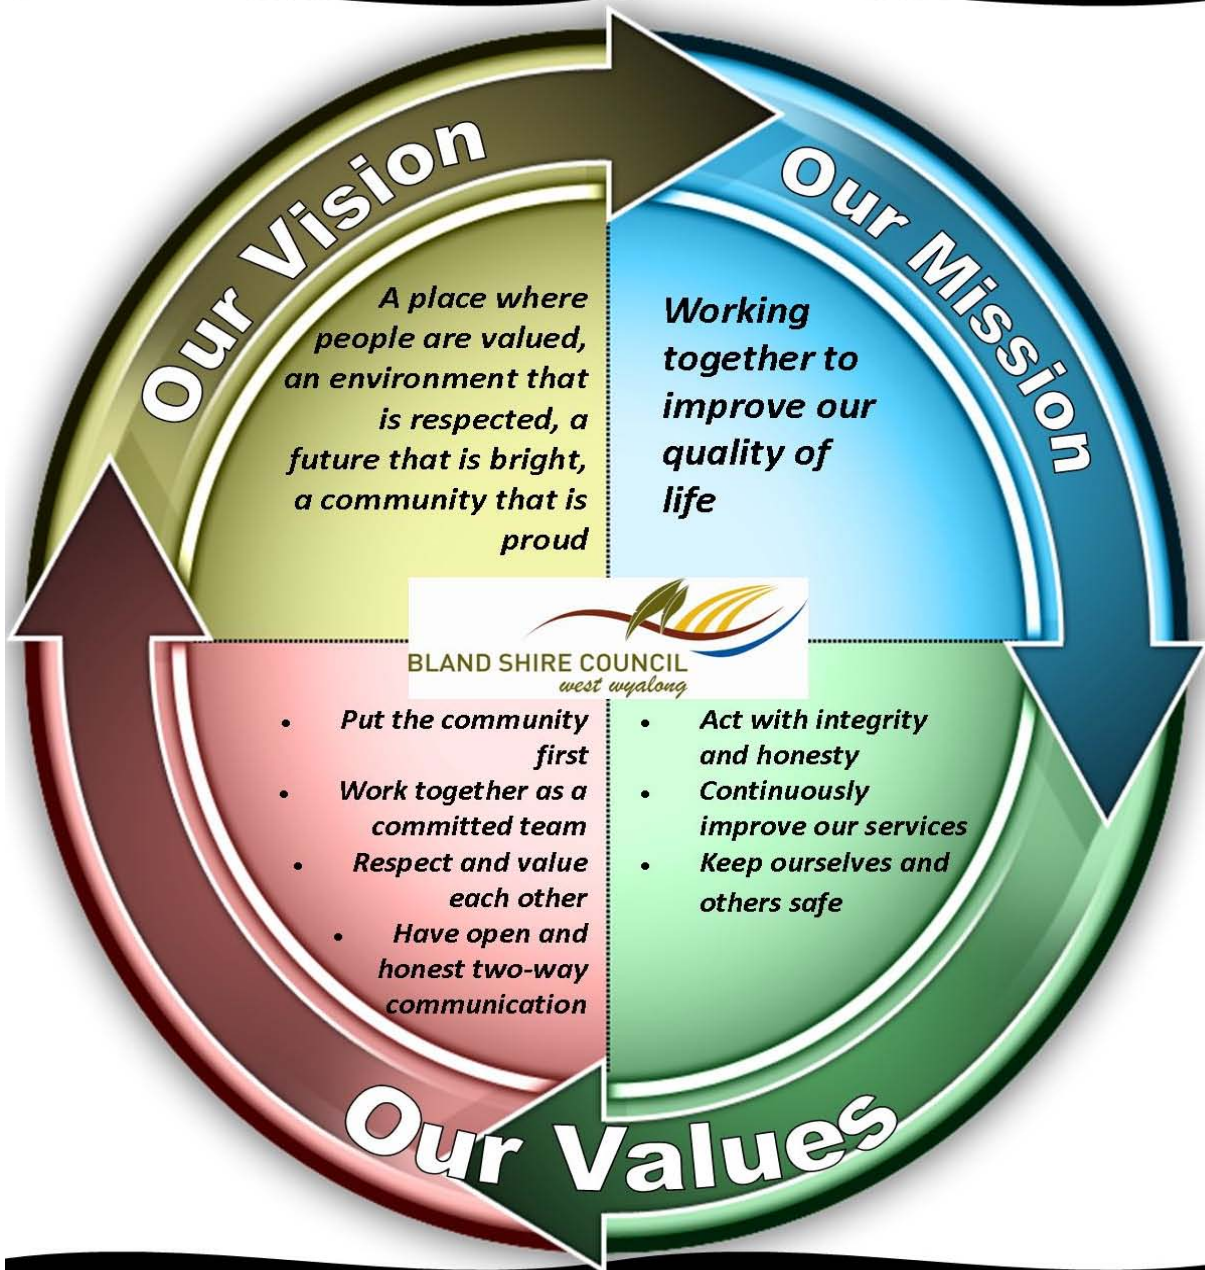 Our Vision
A place where
people are valued,
an environment that
is respected, a
future that is bright,
a community that is
proud
Our Mission
Working
together to
improve our
quality of
life
BLAND SHIRE COUNCIL
west wyalong
• Put the community
first
• Work together as a
committed team
• Respect and value
each other
• Have open and
honest two-way
communication
• Act with integrity
and honesty
• Continuously
improve our services
• Keep ourselves and
others safe
Our Values